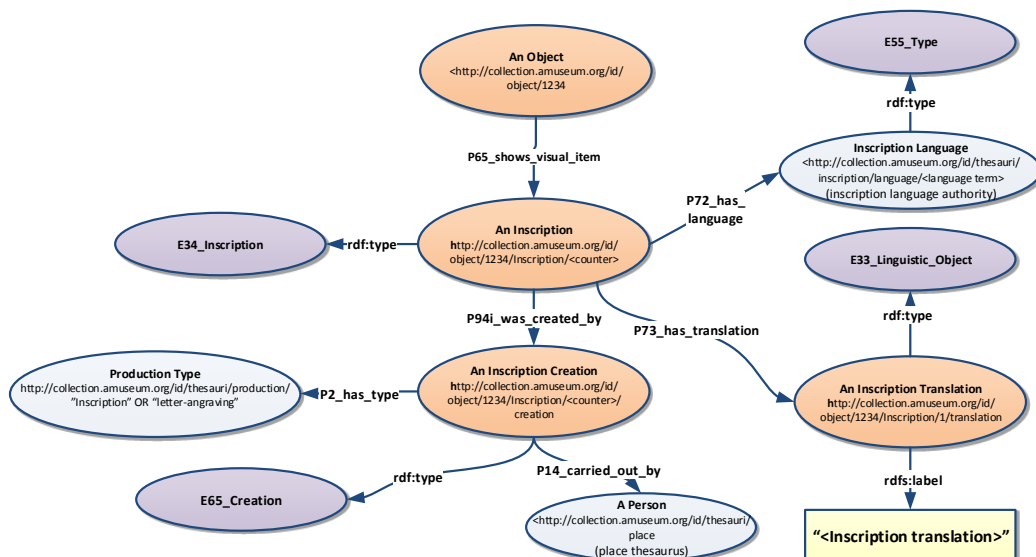 E55_Type
An Object
<http://collection.amuseum.org/id/
object/1234
rdf:type
P65_shows_visual_item
Inscription Language
<http://collection.amuseum.org/id/thesauri/
inscription/language/<language term>
(inscription language authority)
P72_has_
language
An Inscription
http://collection.amuseum.org/id/
object/1234/Inscription/<counter>
rdf:type
E34_Inscription
E33_Linguistic_Object
P94i_was_created_by
P73_has_translation
rdf:type
Production Type
http://collection.amuseum.org/id/thesauri/production/
"Inscription" OR "letter-angraving"
P2_has_type
An Inscription Creation
http://collection.amuseum.org/id/
object/1234/Inscription/<counter>/
creation
An Inscription Translation
http://collection.amuseum.org/id/
object/1234/Inscription/1/translation
rdf:type
P14_carried_out_by
rdfs:label
E65_Creation
A Person
<http://collection.amuseum.org/id/thesauri/
place
(place thesaurus)
"<Inscription translation>"